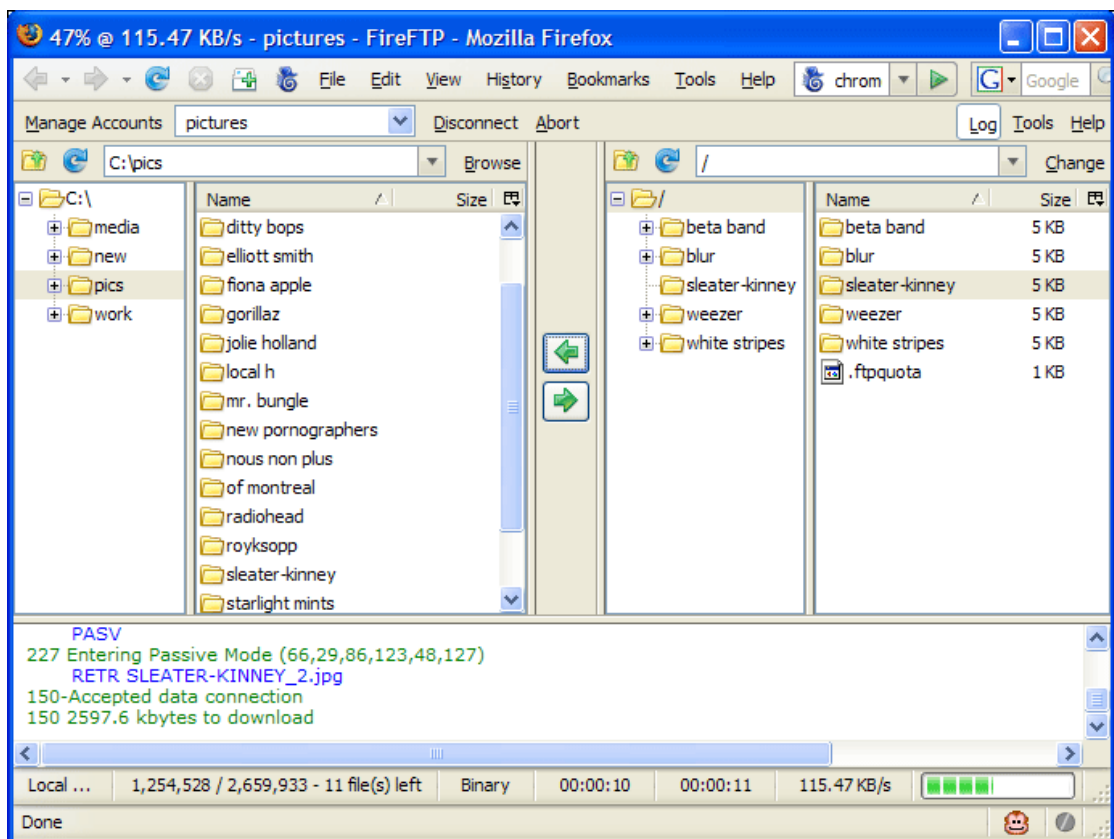 47% @ 115.47 KB/s - pictures - FireFTP - Mozilla Firefox
File Edit View History Bookmarks Tools Help chrom G Google
Manage Accounts pictures Disconnect Abort Log Tools Help
C:\pics Browse / Change
C:\
media
new
pics
work
Name Size
ditty bops
elliott smith
fiona apple
gorillaz
jolie holland
local h
mr. bungle
new pornographers
nous non plus
of montreal
radiohead
royksopp
sleater-kinney
starlight mints
/
beta band
blur
sleater-kinney
weezer
white stripes
Name Size
beta band 5 KB
blur 5 KB
sleater-kinney 5 KB
weezer 5 KB
white stripes 5 KB
.ftpquota 1 KB
PASV
227 Entering Passive Mode (66,29,86,123,48,127)
RETR SLEATER-KINNEY_2.jpg
150-Accepted data connection
150 2597.6 kbytes to download
Local ... 1,254,528 / 2,659,933 - 11 file(s) left Binary 00:00:10 00:00:11 115.47 KB/s
Done